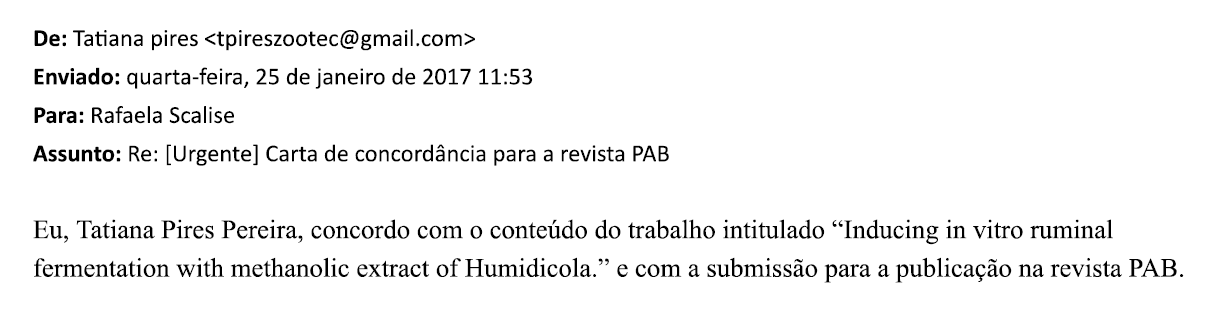 De: Tatiana pires <tpireszootec@gmail.com>
Enviado: quarta-feira, 25 de janeiro de 2017 11:53
Para: Rafaela Scalise
Assunto: Re: [Urgente] Carta de concordância para a revista PAB
Eu, Tatiana Pires Pereira, concordo com o conteúdo do trabalho intitulado “Inducing in vitro ruminal
fermentation with methanolic extract of Humidicola.” e com a submissão para a publicação na revista PAB.